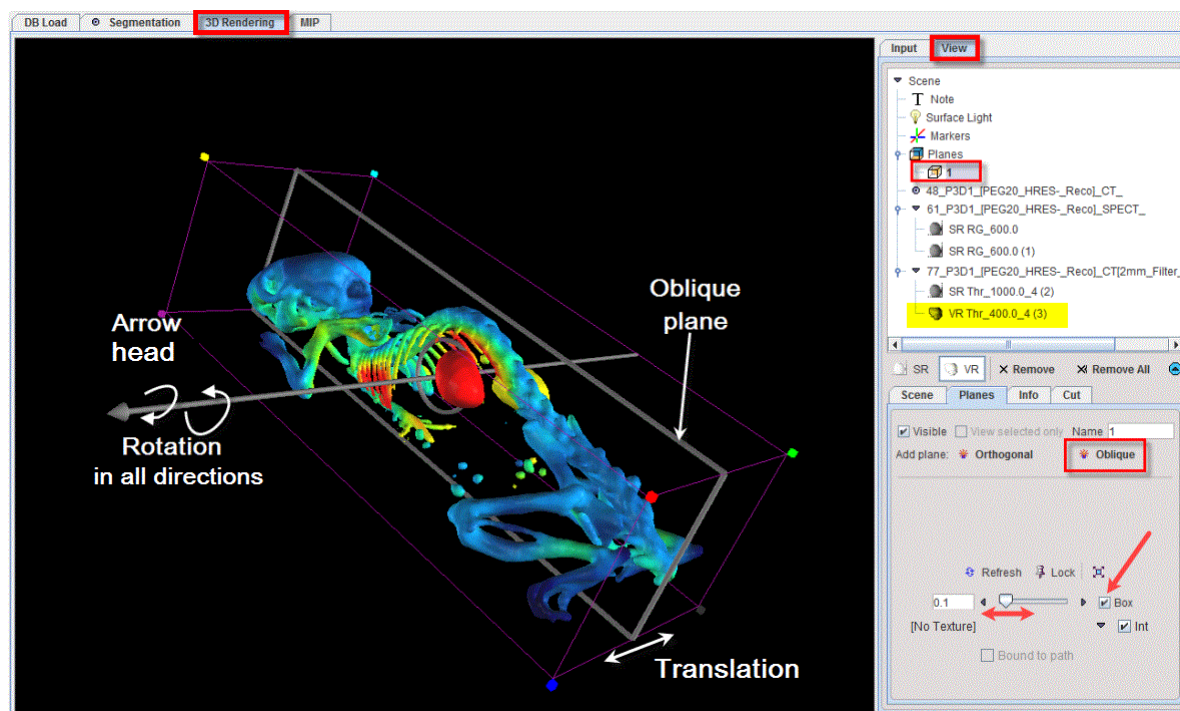 DB Load
Segmentation
3D Rendering
MIP
Input
View
Scene
Note
Surface Light
Markers
Planes
1
48_P3D1_[PEG20_HRES-_Reco]_CT_
61_P3D1_[PEG20_HRES-_Reco]_SPECT_
SR RG_600.0
SR RG_600.0 (1)
77_P3D1_[PEG20_HRES-_Reco]_CT[2mm_Filter_
SR Thr_1000.0_4 (2)
VR Thr_400.0_4 (3)
SR VR Remove Remove All
Scene Planes Info Cut
Visible View selected only Name 1
Add plane: Orthogonal Oblique
Refresh Lock
0.1 Box
[No Texture] Int
Bound to path
Oblique
plane
Arrow
head
Rotation
in all directions
Translation